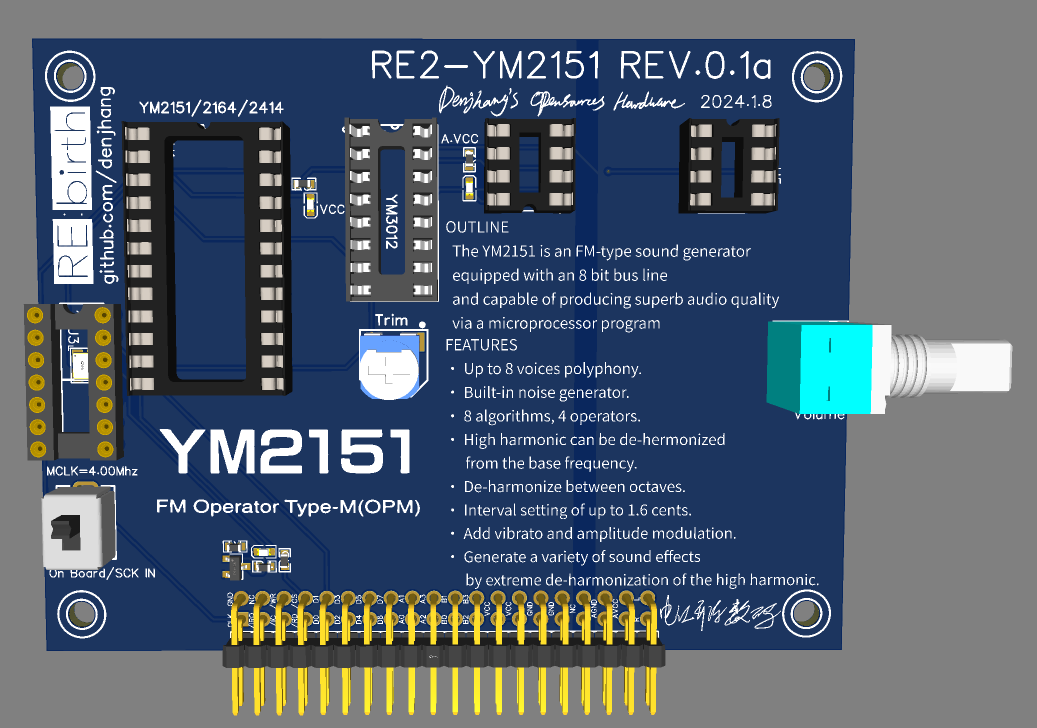 RE2-YM2151 REV.0.1a
Denjhang's Opensources Hardware 2024.1.8
YM2151/2164/2414
RE:birth
github.com/denjhang
A.VCC
VCC
YM3012
OUTLINE
The YM2151 is an FM-type sound generator
equipped with an 8 bit bus line
and capable of producing superb audio quality
via a microprocessor program
Trim
FEATURES
· Up to 8 voices polyphony.
· Built-in noise generator.
· 8 algorithms, 4 operators.
· High harmonic can be de-hermonized
from the base frequency.
· De-harmonize between octaves.
· Interval setting of up to 1.6 cents.
· Add vibrato and amplitude modulation.
· Generate a variety of sound effects
by extreme de-harmonization of the high harmonic.
Volume
YM2151
MCLK=4.00Mhz
FM Operator Type-M(OPM)
On Board/SCK IN